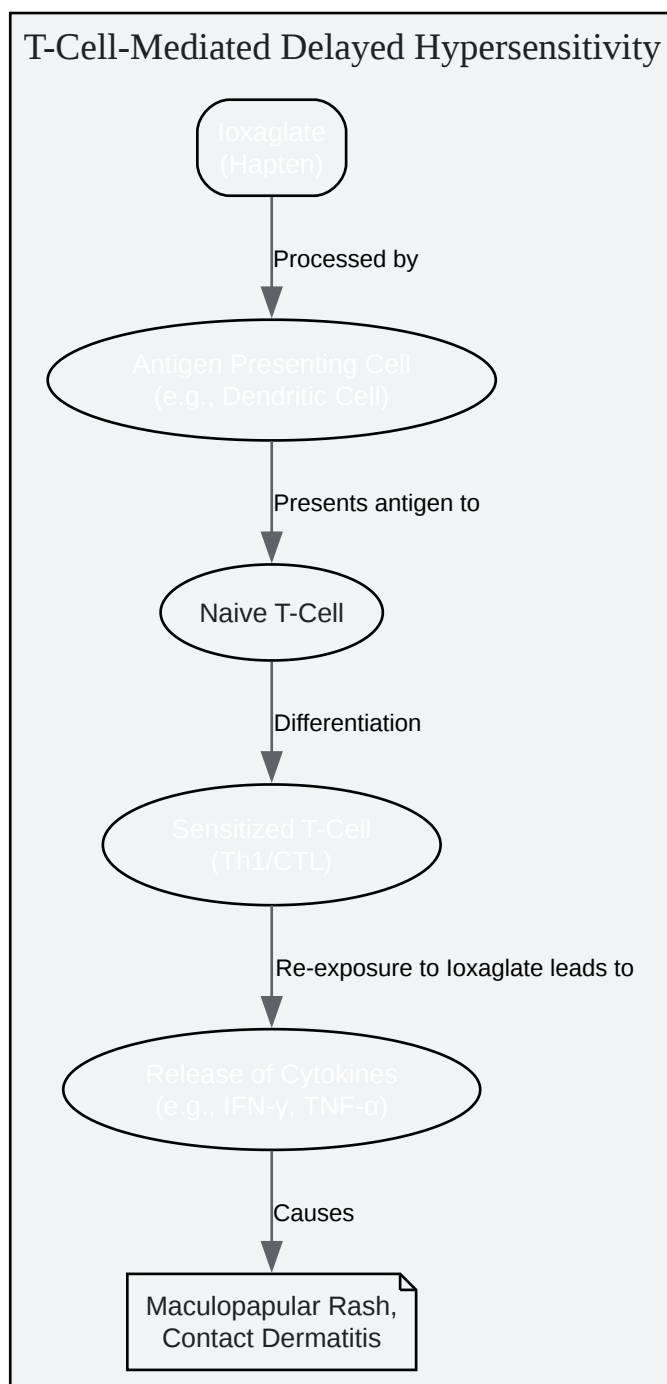 T-Cell-Mediated Delayed Hypersensitivity
Ioxaglate
(Hapten)
Processed by
Antigen Presenting Cell
(e.g., Dendritic Cell)
Presents antigen to
Naive T-Cell
Differentiation
Sensitized T-Cell
(Th1/CTL)
Re-exposure to Ioxaglate leads to
Release of Cytokines
(e.g., IFN-γ, TNF-α)
Causes
Maculopapular Rash,
Contact Dermatitis